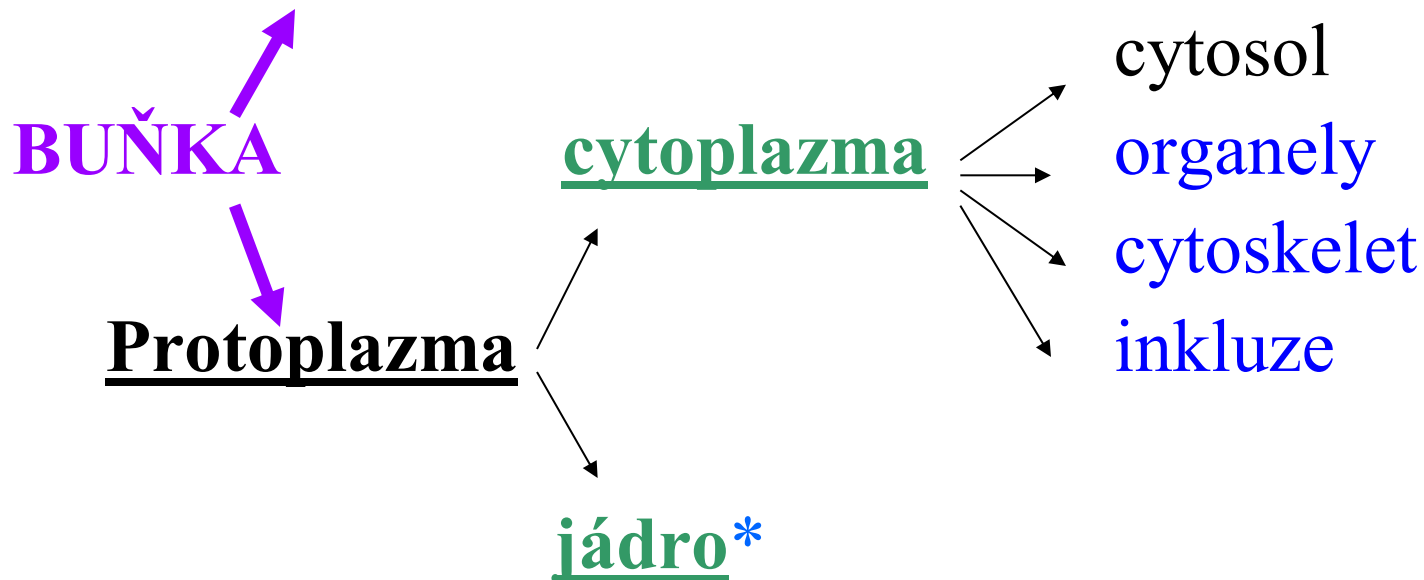 BUŇKA
Protoplazma
cytoplazma
jádro*
cytosol
organely
cytoskelet
inkluze